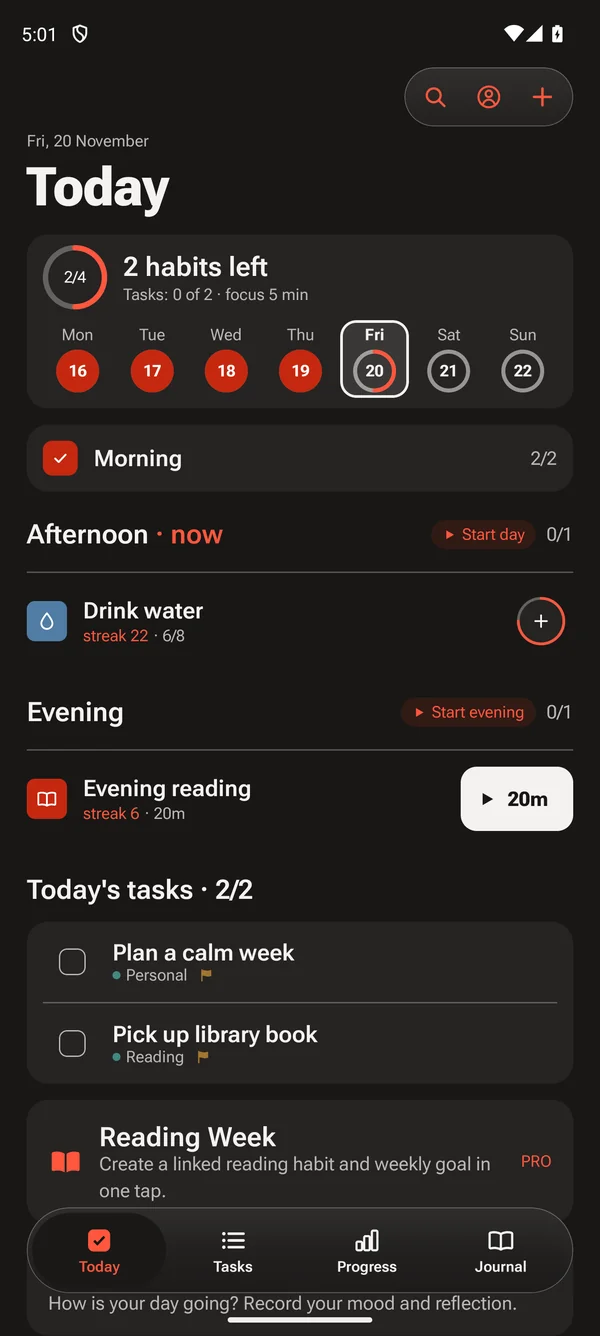 5:01
Fri, 20 November
Today
2/4
2 habits left
Tasks: 0 of 2 · focus 5 min
Mon Tue Wed Thu Fri Sat Sun
16 17 18 19 20 21 22
Morning 2/2
Afternoon · now Start day 0/1
Drink water
streak 22 · 6/8
Evening Start evening 0/1
Evening reading
streak 6 · 20m
20m
Today's tasks · 2/2
Plan a calm week
Personal
Pick up library book
Reading
Reading Week
Create a linked reading habit and weekly goal in
one tap.
PRO
Today Tasks Progress Journal
How is your day going? Record your mood and reflection.